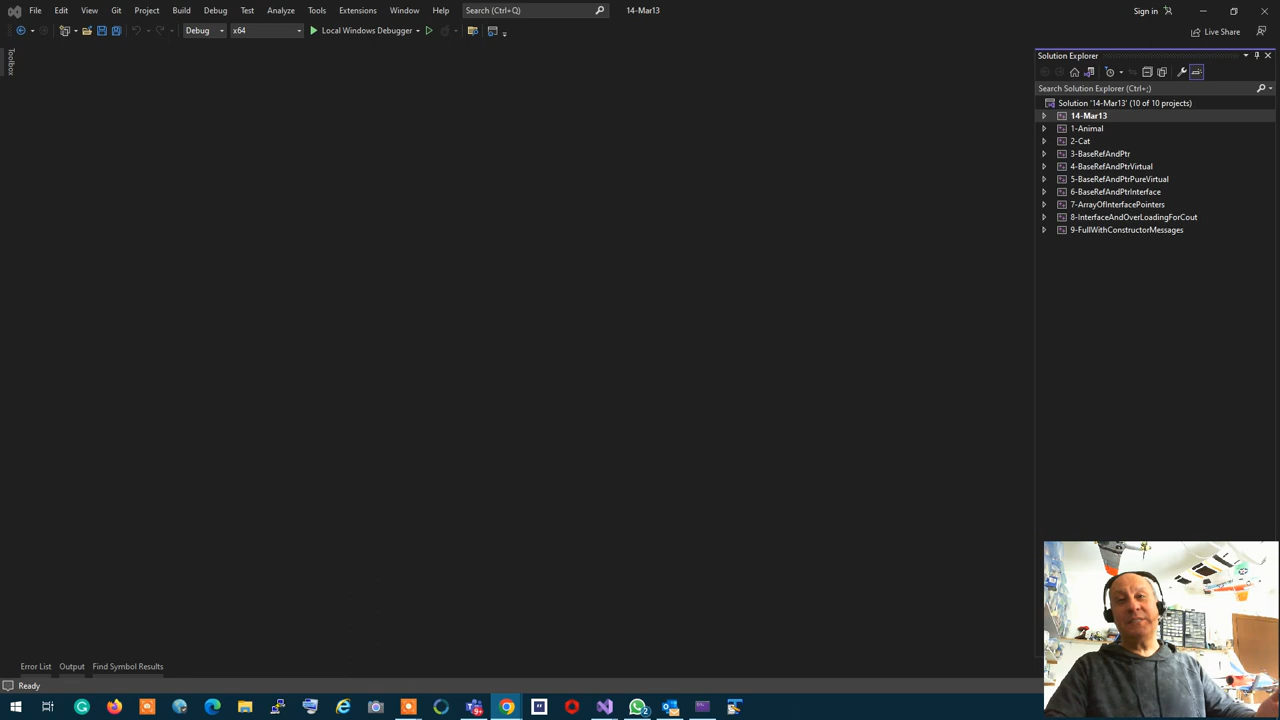 File Edit View Git Project Build Debug Test Analyze Tools Extensions Window Help Search (Ctrl+Q) 14-Mar13 Sign in
Debug x64 Local Windows Debugger Live Share
Toolbox
Solution Explorer
Search Solution Explorer (Ctrl+;)
Solution '14-Mar13' (10 of 10 projects)
14-Mar13
1-Animal
2-Cat
3-BaseRefAndPtr
4-BaseRefAndPtrVirtual
5-BaseRefAndPtrPureVirtual
6-BaseRefAndPtrInterface
7-ArrayOfInterfacePointers
8-InterfaceAndOverLoadingForCout
9-FullWithConstructorMessages
Error List Output Find Symbol Results
Ready